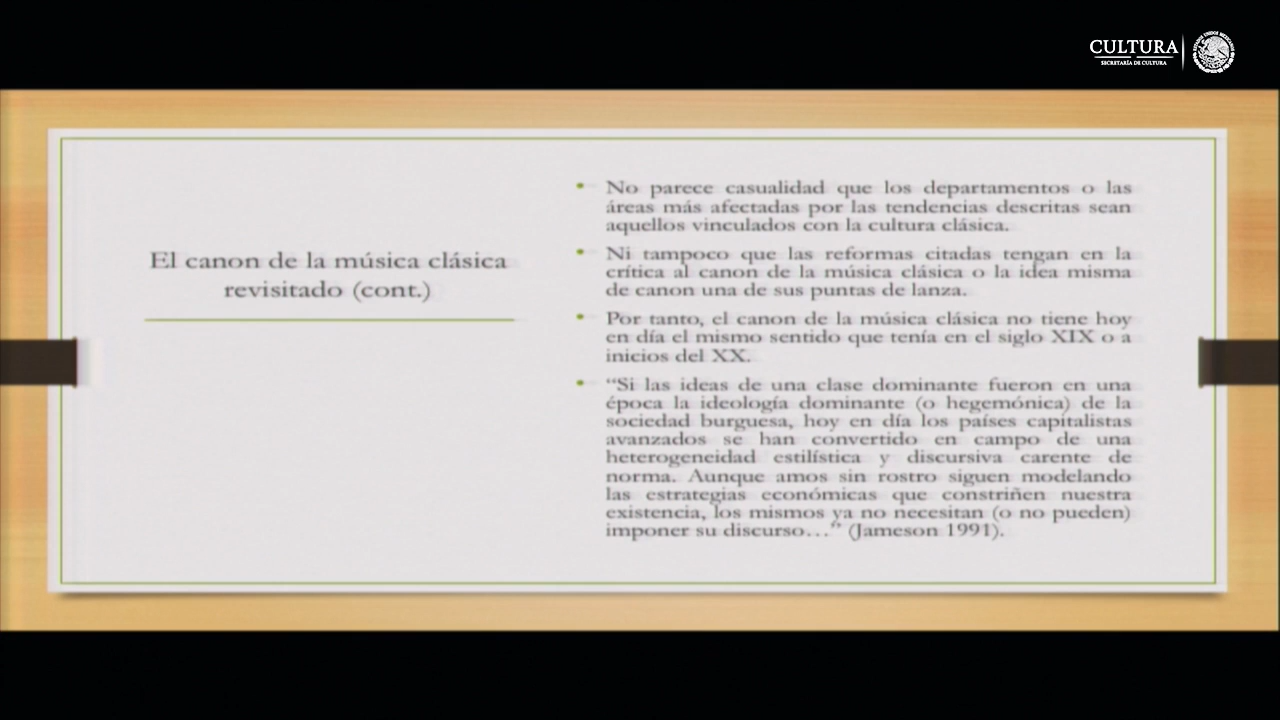 CULTURA
SECRETARÍA DE CULTURA
El canon de la música clásica
revisitado (cont.)
• No parece casualidad que los departamentos o las
áreas más afectadas por las tendencias descritas sean
aquellos vinculados con la cultura clásica.
• Ni tampoco que las reformas citadas tengan en la
crítica al canon de la música clásica o la idea misma
de canon una de sus puntas de lanza.
• Por tanto, el canon de la música clásica no tiene hoy
en día el mismo sentido que tenía en el siglo XIX o a
inicios del XX.
• “Si las ideas de una clase dominante fueron en una
época la ideología dominante (o hegemónica) de la
sociedad burguesa, hoy en día los países capitalistas
avanzados se han convertido en campo de una
heterogeneidad estilística y discursiva carente de
norma. Aunque amos sin rostro siguen modelando
las estrategias económicas que constriñen nuestra
existencia, los mismos ya no necesitan (o no pueden)
imponer su discurso…” (Jameson 1991).